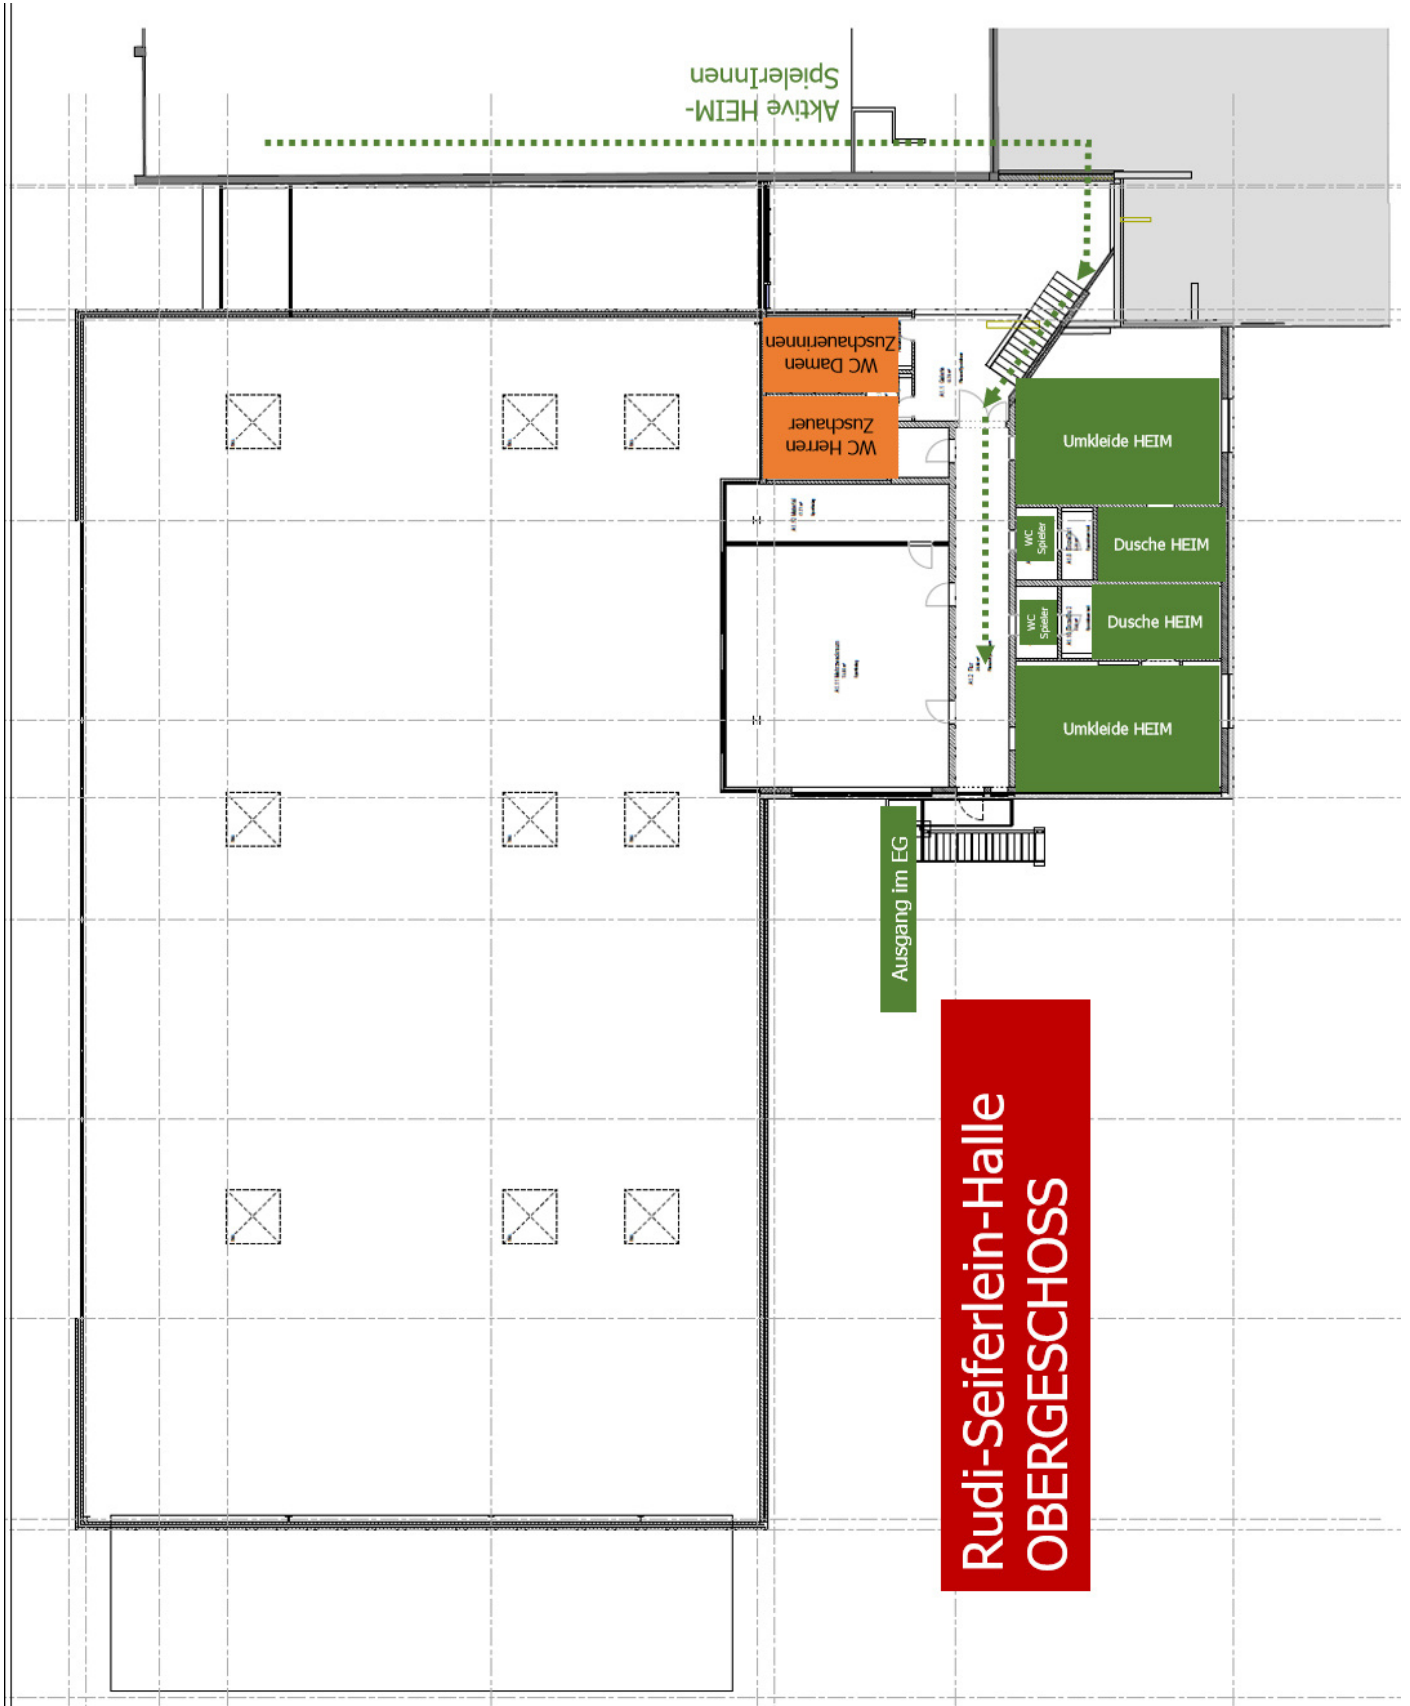 Aktive HEIM-
SpielerInnen
WC Damen
Zuschauerinnen
WC Herren
Zuschauer
Umkleide HEIM
WC
Spieler
Dusche HEIM
WC
Spieler
Dusche HEIM
Umkleide HEIM
Ausgang im EG
Rudi-Seiferlein-Halle
OBERGESCHOSS